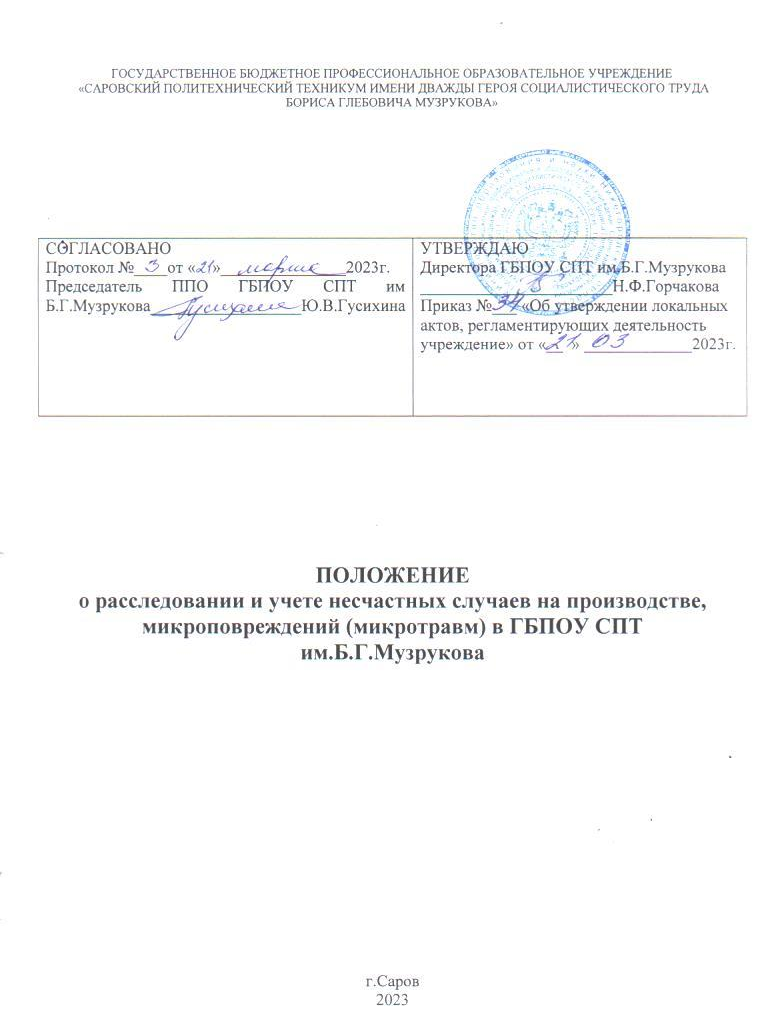 ГОСУДАРСТВЕННОЕ БЮДЖЕТНОЕ ПРОФЕССИОНАЛЬНОЕ ОБРАЗОВАТЕЛЬНОЕ УЧРЕЖДЕНИЕ
«САРОВСКИЙ ПОЛИТЕХНИЧЕСКИЙ ТЕХНИКУМ ИМЕНИ ДВАЖДЫ ГЕРОЯ СОЦИАЛИСТИЧЕСКОГО ТРУДА
БОРИСА ГЛЕБОВИЧА МУЗРУКОВА»
СОГЛАСОВАНО
Протокол № 3 от «21» марта 2023г.
Председатель ППО ГБПОУ СПТ им
Б.Г.Музрукова Гусихина Ю.В.Гусихина
УТВЕРЖДАЮ
Директора ГБПОУ СПТ им.Б.Г.Музрукова
Н.Ф.Горчакова
Приказ № 34 «Об утверждении локальных
актов, регламентирующих деятельность
учреждение» от «21» 03 2023г.
ПОЛОЖЕНИЕ
о расследовании и учете несчастных случаев на производстве,
микроповреждений (микротравм) в ГБПОУ СПТ
им.Б.Г.Музрукова
г.Саров
2023